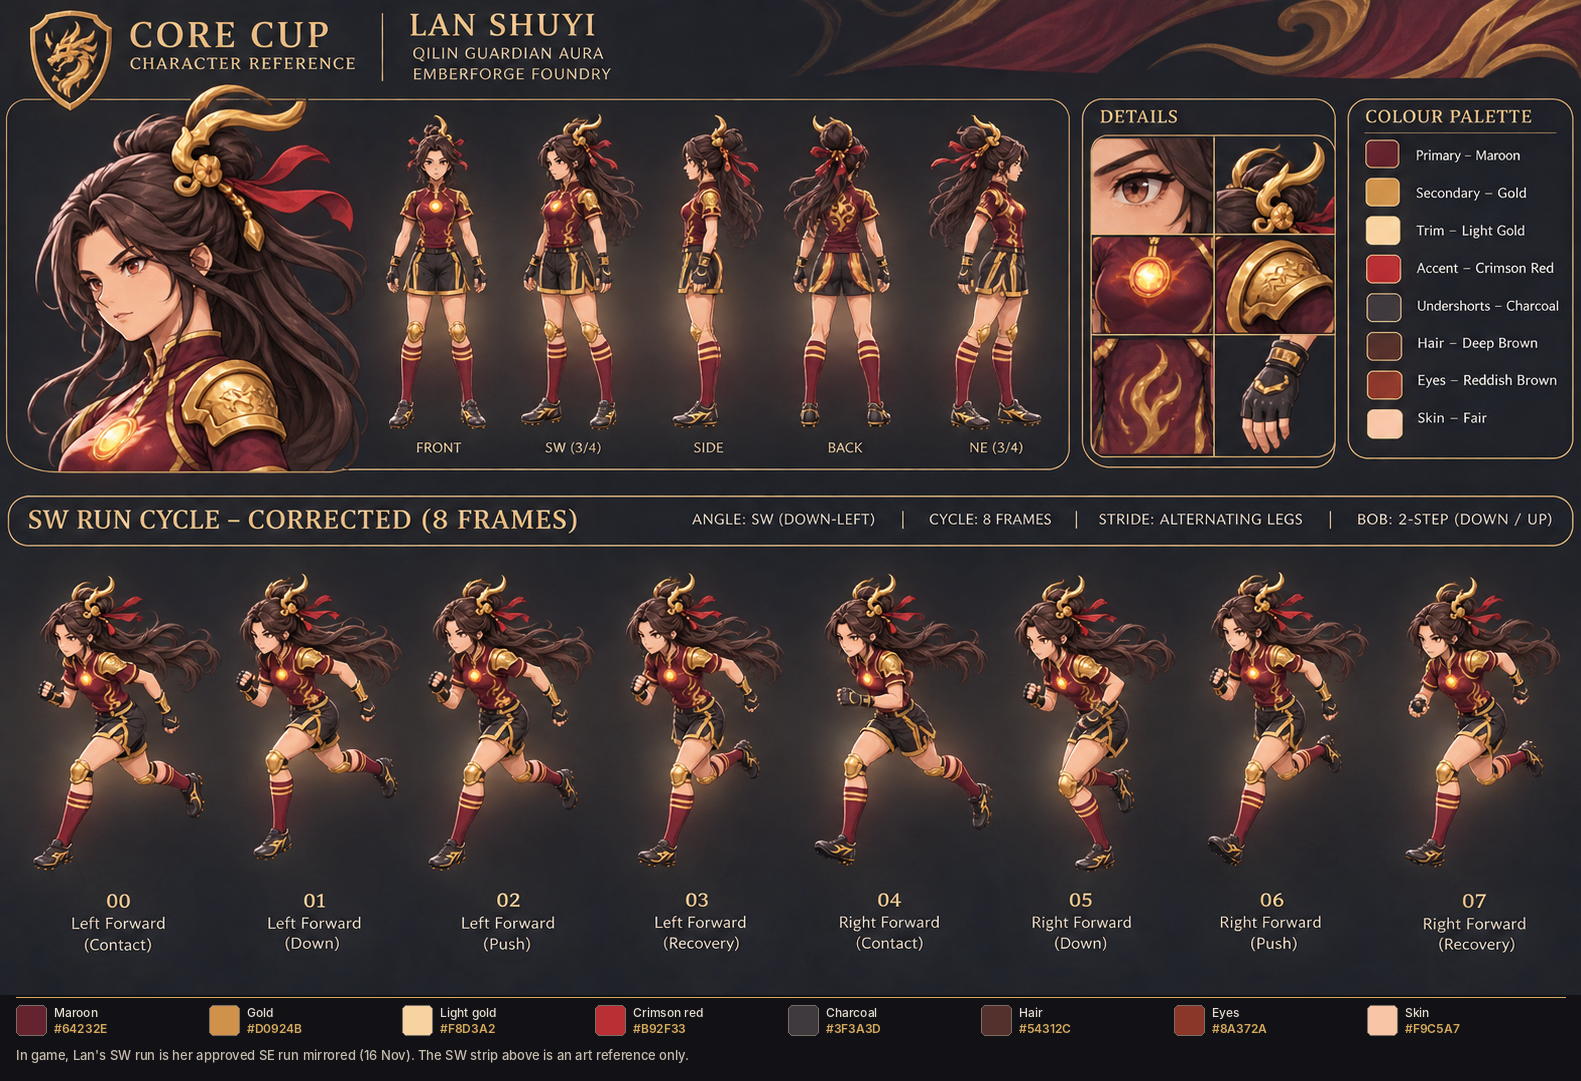 CORE CUP
CHARACTER REFERENCE
LAN SHUYI
QILIN GUARDIAN AURA
EMBERFORGE FOUNDRY
FRONT
SW (3/4)
SIDE
BACK
NE (3/4)
DETAILS
COLOUR PALETTE
Primary – Maroon
Secondary – Gold
Trim – Light Gold
Accent – Crimson Red
Undershorts – Charcoal
Hair – Deep Brown
Eyes – Reddish Brown
Skin – Fair
SW RUN CYCLE – CORRECTED (8 FRAMES)
ANGLE: SW (DOWN-LEFT) | CYCLE: 8 FRAMES | STRIDE: ALTERNATING LEGS | BOB: 2-STEP (DOWN / UP)
00
Left Forward
(Contact)
01
Left Forward
(Down)
02
Left Forward
(Push)
03
Left Forward
(Recovery)
04
Right Forward
(Contact)
05
Right Forward
(Down)
06
Right Forward
(Push)
07
Right Forward
(Recovery)
Maroon
#64232E
Gold
#D0924B
Light gold
#F8D3A2
Crimson red
#B92F33
Charcoal
#3F3A3D
Hair
#54312C
Eyes
#8A372A
Skin
#F9C5A7
In game, Lan's SW run is her approved SE run mirrored (16 Nov). The SW strip above is an art reference only.